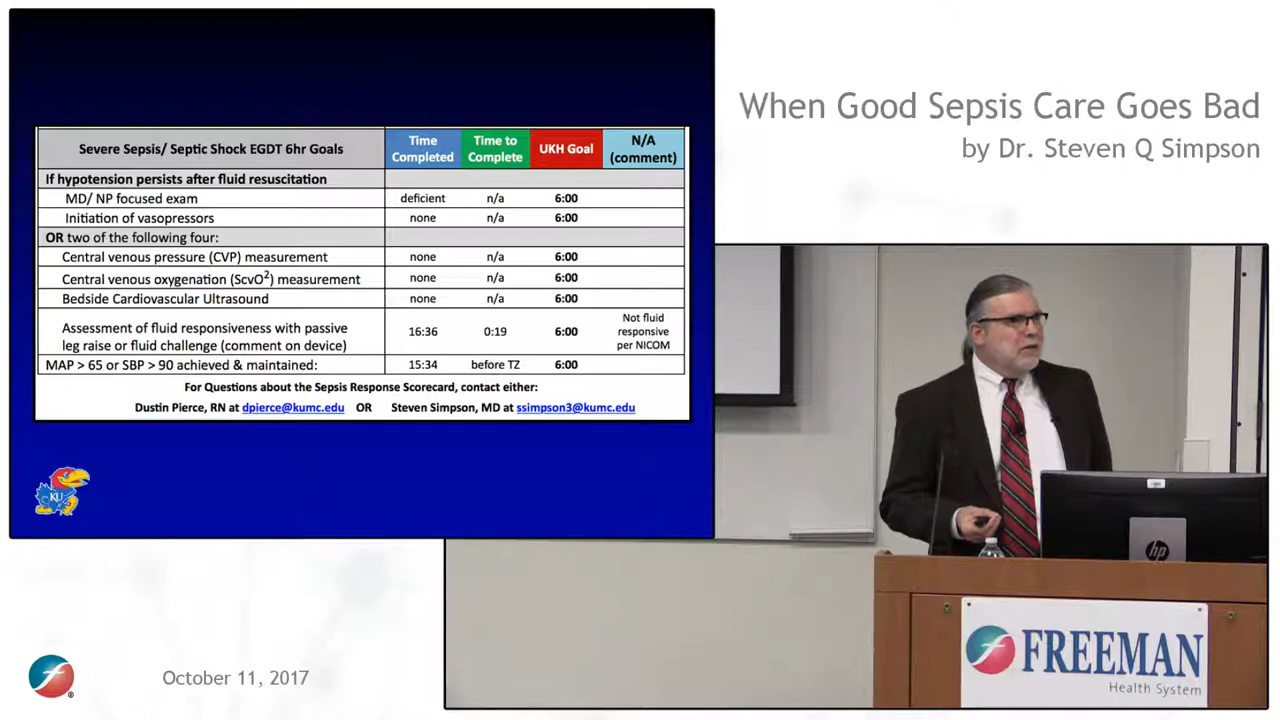 When Good Sepsis Care Goes Bad
by Dr. Steven Q Simpson
Severe Sepsis/ Septic Shock EGDT 6hr Goals
Time Completed
Time to Complete
UKH Goal
N/A (comment)
If hypotension persists after fluid resuscitation
MD/ NP focused exam deficient n/a 6:00
Initiation of vasopressors none n/a 6:00
OR two of the following four:
Central venous pressure (CVP) measurement none n/a 6:00
Central venous oxygenation (ScvO2) measurement none n/a 6:00
Bedside Cardiovascular Ultrasound none n/a 6:00
Assessment of fluid responsiveness with passive
leg raise or fluid challenge (comment on device)
16:36 0:19 6:00
Not fluid
responsive
per NICOM
MAP > 65 or SBP > 90 achieved & maintained: 15:34 before TZ 6:00
For Questions about the Sepsis Response Scorecard, contact either:
Dustin Pierce, RN at dpierce@kumc.edu OR Steven Simpson, MD at ssimpson3@kumc.edu
KU
hp
FREEMAN
Health System
October 11, 2017
®